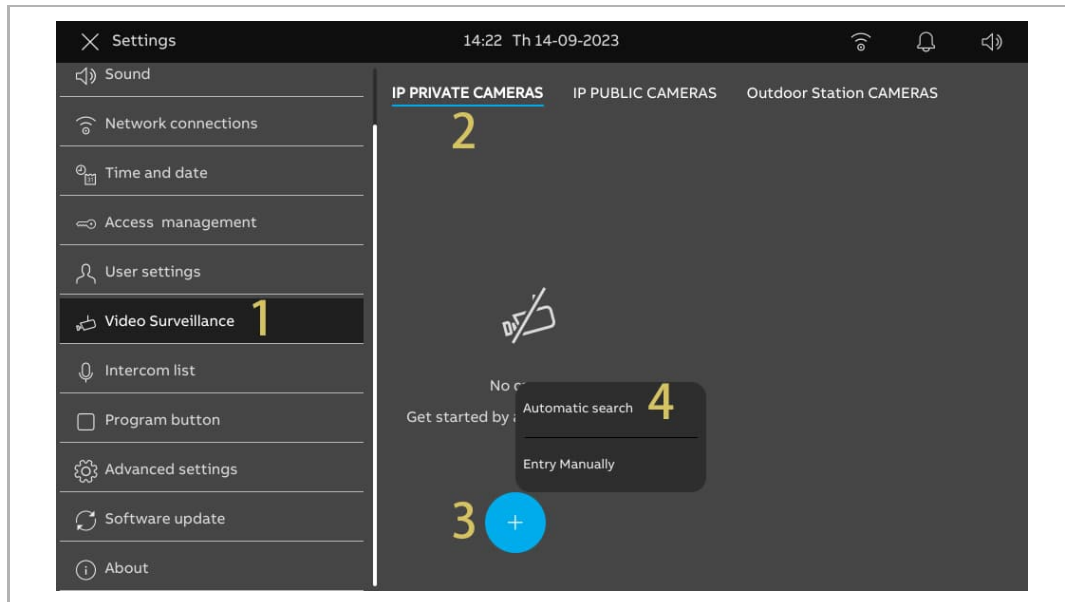 Settings
14:22 Th 14-09-2023
Sound
Network connections
Time and date
Access management
User settings
Video Surveillance 1
Intercom list
Program button
Advanced settings
Software update
About
IP PRIVATE CAMERAS IP PUBLIC CAMERAS Outdoor Station CAMERAS
2
No
Get started by
Automatic search 4
Entry Manually
3 +